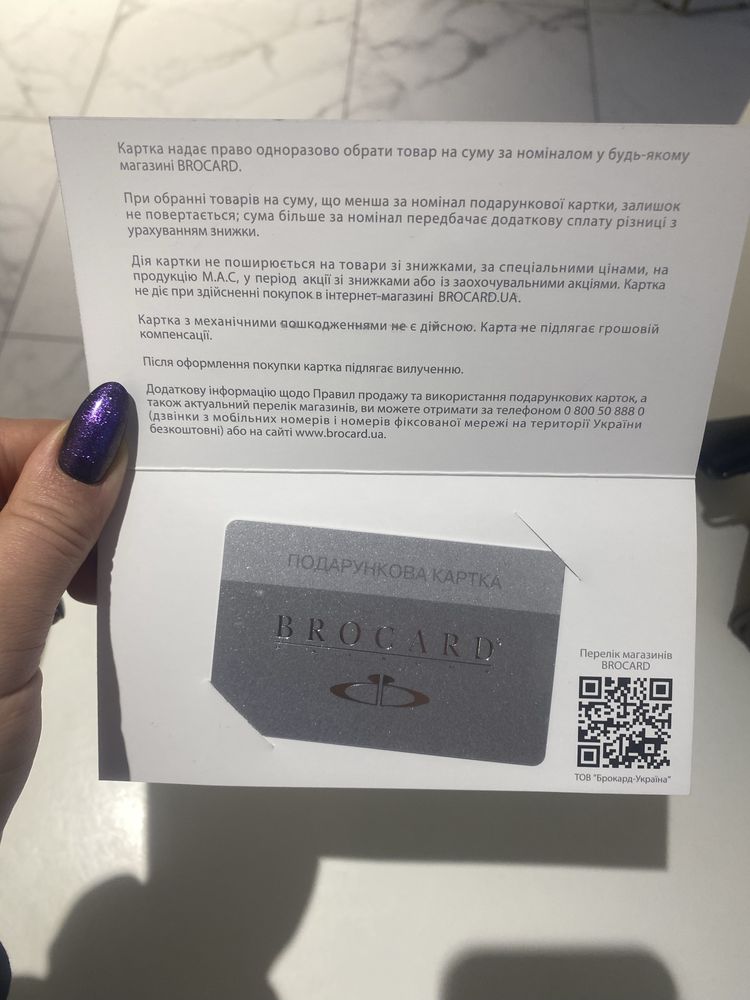 Картка надає право одноразово обрати товар на суму за номіналом у будь-якому
магазині BROCARD.
При обранні товарів на суму, що менша за номінал подарункової картки, залишок
не повертається; сума більше за номінал передбачає додаткову сплату різниці з
урахуванням знижки.
Дія картки не поширюється на товари зі знижками, за спеціальними цінами, на
продукцію M.A.C, у період акції зі знижками або із заохочувальними акціями. Картка
не діє при здійсненні покупок в інтернет-магазині BROCARD.UA.
Картка з механічними пошкодженнями не є дійсною. Карта не підлягає грошовій
компенсації.
Після оформлення покупки картка підлягає вилученню.
Додаткову інформацію щодо Правил продажу та використання подарункових карток, а
також актуальний перелік магазинів, ви можете отримати за телефоном 0 800 50 888 0
(дзвінки з мобільних номерів і номерів фіксованої мережі на території України
безкоштовні) або на сайті www.brocard.ua.
ПОДАРУНКОВА КАРТКА
BROCARD
Перелік магазинів
BROCARD
ТОВ "Брокард-Україна"